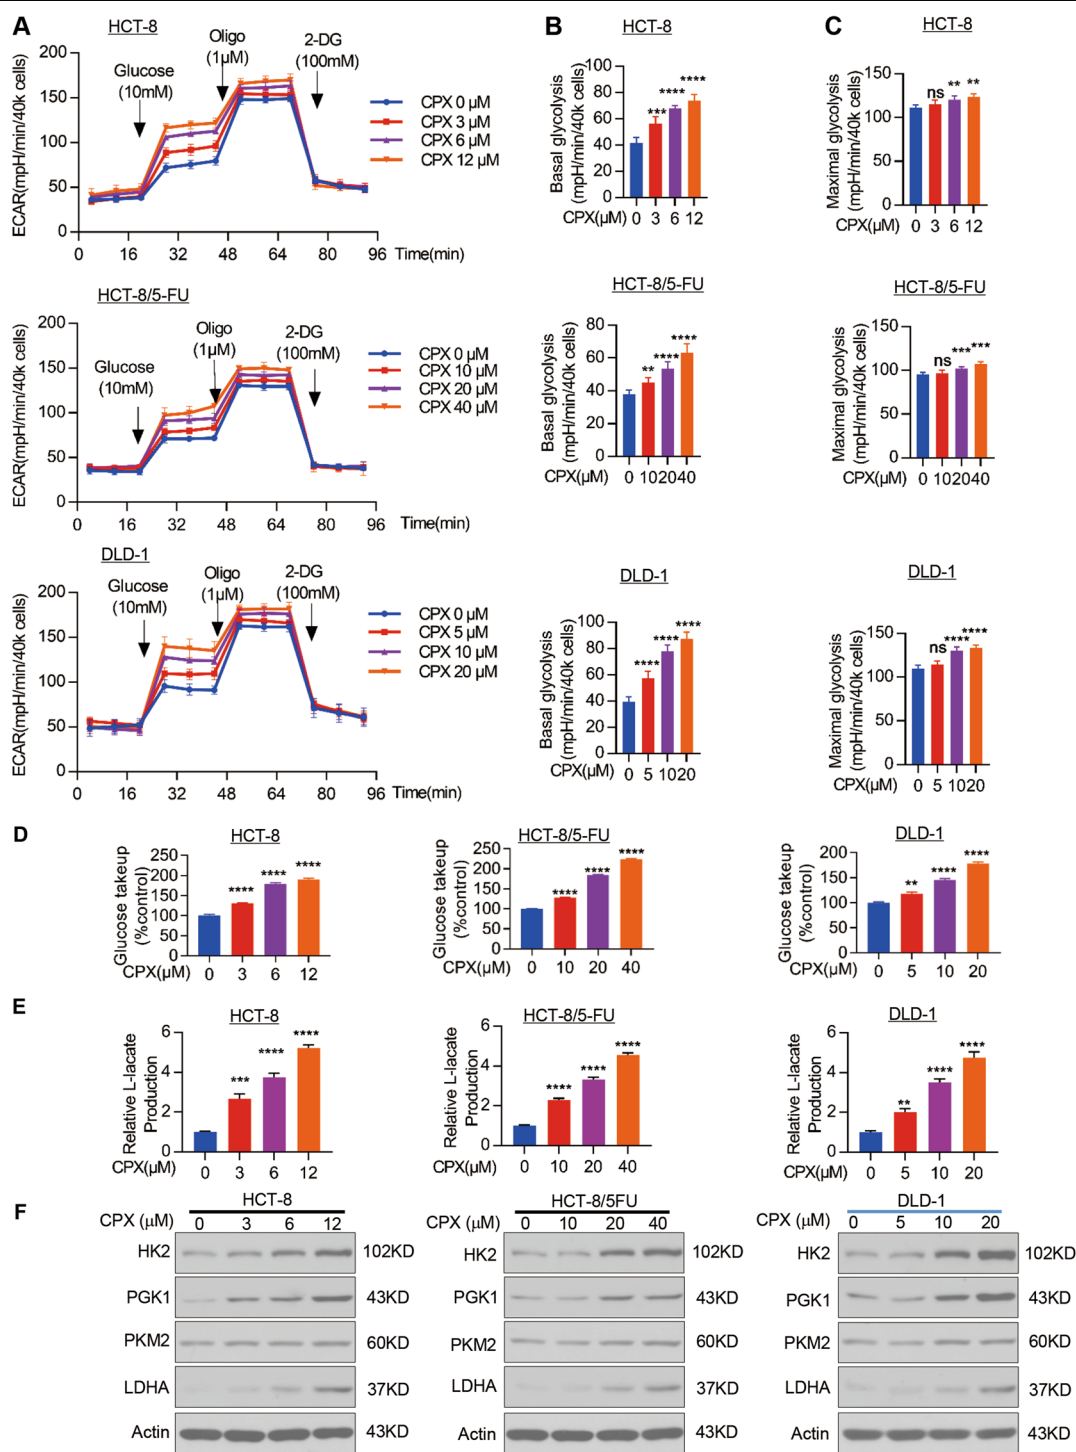 A
HCT-8
ECAR(mpH/min/40k cells)
200
150
100
50
0
0 16 32 48 64 80 96 Time(min)
Glucose
(10mM)
Oligo
(1µM)
2-DG
(100mM)
CPX 0 µM
CPX 3 µM
CPX 6 µM
CPX 12 µM
HCT-8/5-FU
ECAR(mpH/min/40k cells)
200
150
100
50
0
0 16 32 48 64 80 96 Time(min)
Glucose
(10mM)
Oligo
(1µM)
2-DG
(100mM)
CPX 0 µM
CPX 10 µM
CPX 20 µM
CPX 40 µM
DLD-1
ECAR(mpH/min/40k cells)
200
150
100
50
0
0 16 32 48 64 80 96 Time(min)
Glucose
(10mM)
Oligo
(1µM)
2-DG
(100mM)
CPX 0 µM
CPX 5 µM
CPX 10 µM
CPX 20 µM
B
HCT-8
Basal glycolysis
(mpH/min/40k cells)
100
80
60
40
20
0
*** **** ****
CPX(µM) 0 3 6 12
HCT-8/5-FU
Basal glycolysis
(mpH/min/40k cells)
80
60
40
20
0
** **** ****
CPX(µM) 0 10 20 40
DLD-1
Basal glycolysis
(mpH/min/40k cells)
100
80
60
40
20
0
**** **** ****
CPX(µM) 0 5 10 20
C
HCT-8
Maximal glycolysis
(mpH/min/40k cells)
150
100
50
0
ns ** **
CPX(µM) 0 3 6 12
HCT-8/5-FU
Maximal glycolysis
(mpH/min/40k cells)
150
100
50
0
ns *** ***
CPX(µM) 0 10 20 40
DLD-1
Maximal glycolysis
(mpH/min/40k cells)
150
100
50
0
ns **** ****
CPX(µM) 0 5 10 20
D
HCT-8
Glucose takeup
(%control)
250
200
150
100
50
0
**** **** ****
CPX(µM) 0 3 6 12
HCT-8/5-FU
Glucose takeup
(%control)
250
200
150
100
50
0
**** **** ****
CPX(µM) 0 10 20 40
DLD-1
Glucose takeup
(%control)
200
150
100
50
0
** **** ****
CPX(µM) 0 5 10 20
E
HCT-8
Relative L-lacate
Production
6
4
2
0
*** **** ****
CPX(µM) 0 3 6 12
HCT-8/5-FU
Relative L-lacate
Production
6
4
2
0
**** **** ****
CPX(µM) 0 10 20 40
DLD-1
Relative L-lacate
Production
6
4
2
0
** **** ****
CPX(µM) 0 5 10 20
F
HCT-8
CPX (µM) 0 3 6 12
HK2 102KD
PGK1 43KD
PKM2 60KD
LDHA 37KD
Actin 43KD
HCT-8/5FU
CPX (µM) 0 10 20 40
HK2 102KD
PGK1 43KD
PKM2 60KD
LDHA 37KD
Actin 43KD
DLD-1
CPX (µM) 0 5 10 20
HK2 102KD
PGK1 43KD
PKM2 60KD
LDHA 37KD
Actin 43KD